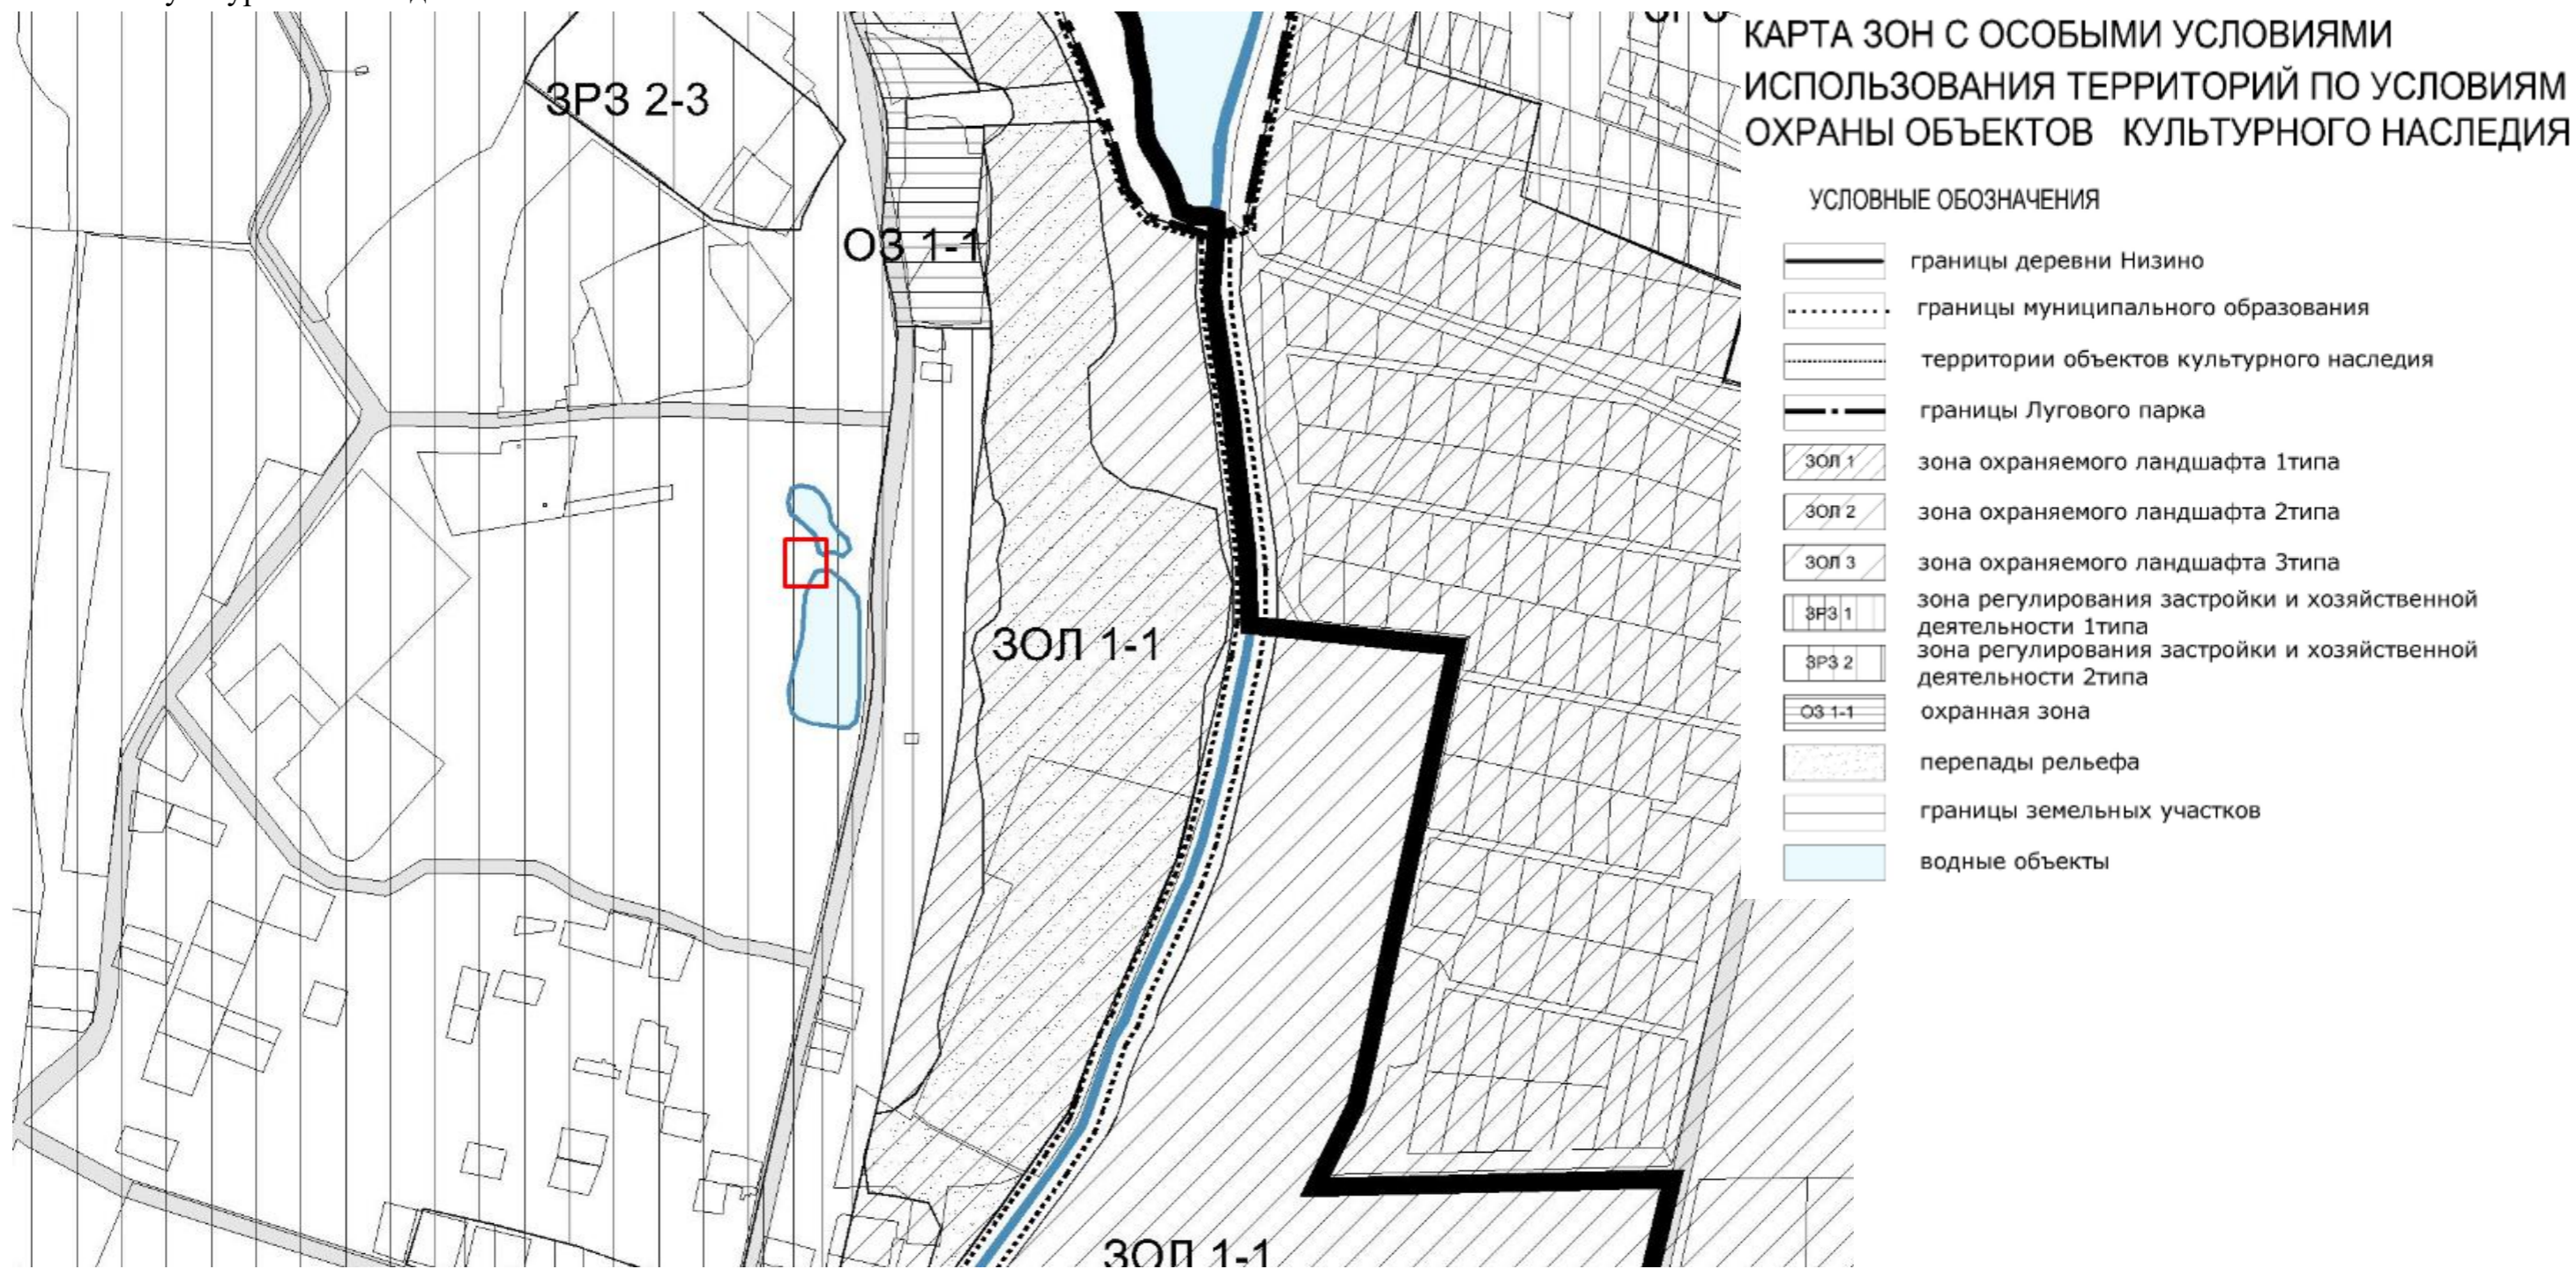 КАРТА ЗОН С ОСОБЫМИ УСЛОВИЯМИ
ИСПОЛЬЗОВАНИЯ ТЕРРИТОРИЙ ПО УСЛОВИЯМ
ОХРАНЫ ОБЪЕКТОВ КУЛЬТУРНОГО НАСЛЕДИЯ
УСЛОВНЫЕ ОБОЗНАЧЕНИЯ
границы деревни Низино
границы муниципального образования
территории объектов культурного наследия
границы Лугового парка
ЗОЛ 1 зона охраняемого ландшафта 1типа
ЗОЛ 2 зона охраняемого ландшафта 2типа
ЗОЛ 3 зона охраняемого ландшафта 3типа
ЗРЗ 1 зона регулирования застройки и хозяйственной
деятельности 1типа
ЗРЗ 2 зона регулирования застройки и хозяйственной
деятельности 2типа
ОЗ 1-1 охранная зона
перепады рельефа
границы земельных участков
водные объекты
ЗРЗ 2-3
ОЗ 1-1
ЗОЛ 1-1
ЗОЛ 1-1